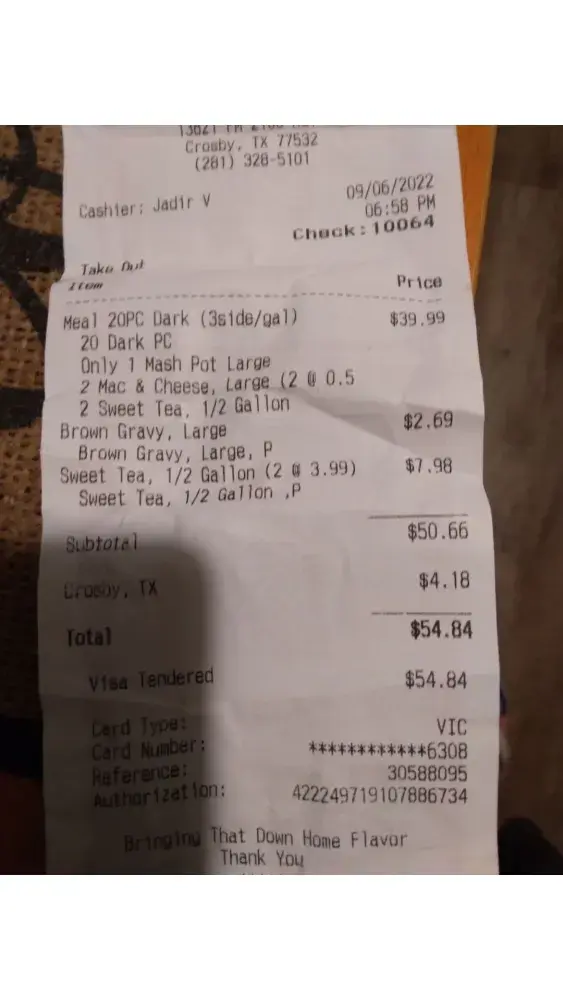 Crosby, TX 77532
(281) 328-5101
Cashier: Jadir V
09/06/2022
06:58 PM
Check:10064
Take Out
Item Price
Meal 20PC Dark (3side/gal) $39.99
20 Dark PC
Only 1 Mash Pot Large
2 Mac & Cheese, Large (2 @ 0.5
2 Sweet Tea, 1/2 Gallon
Brown Gravy, Large $2.69
Brown Gravy, Large, P
Sweet Tea, 1/2 Gallon (2 @ 3.99) $7.98
Sweet Tea, 1/2 Gallon ,P
Subtotal $50.66
Crosby, TX $4.18
Total $54.84
Visa Tendered $54.84
Card Type: VIC
Card Number: ************6308
Reference: 30588095
Authorization: 422249719107886734
Bringing That Down Home Flavor
Thank You